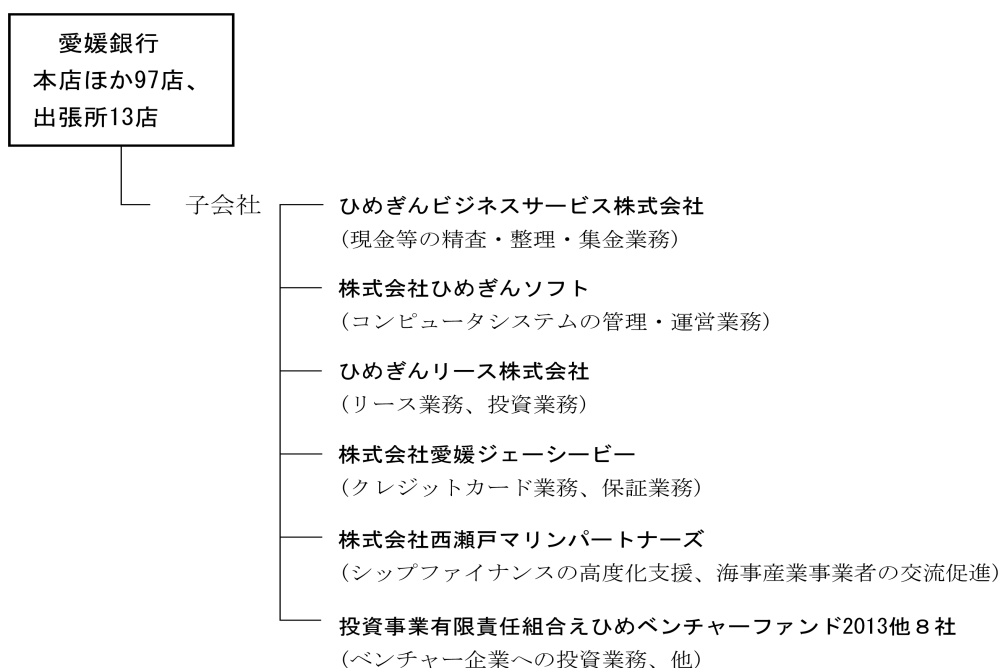 愛媛銀行
本店ほか97店、
出張所13店
子会社
ひめぎんビジネスサービス株式会社
（現金等の精査・整理・集金業務）
株式会社ひめぎんソフト
（コンピュータシステムの管理・運営業務）
ひめぎんリース株式会社
（リース業務、投資業務）
株式会社愛媛ジェーシービー
（クレジットカード業務、保証業務）
株式会社西瀬戸マリンパートナーズ
（シップファイナンスの高度化支援、海事産業事業者の交流促進）
投資事業有限責任組合えひめベンチャーファンド2013他８社
（ベンチャー企業への投資業務、他）